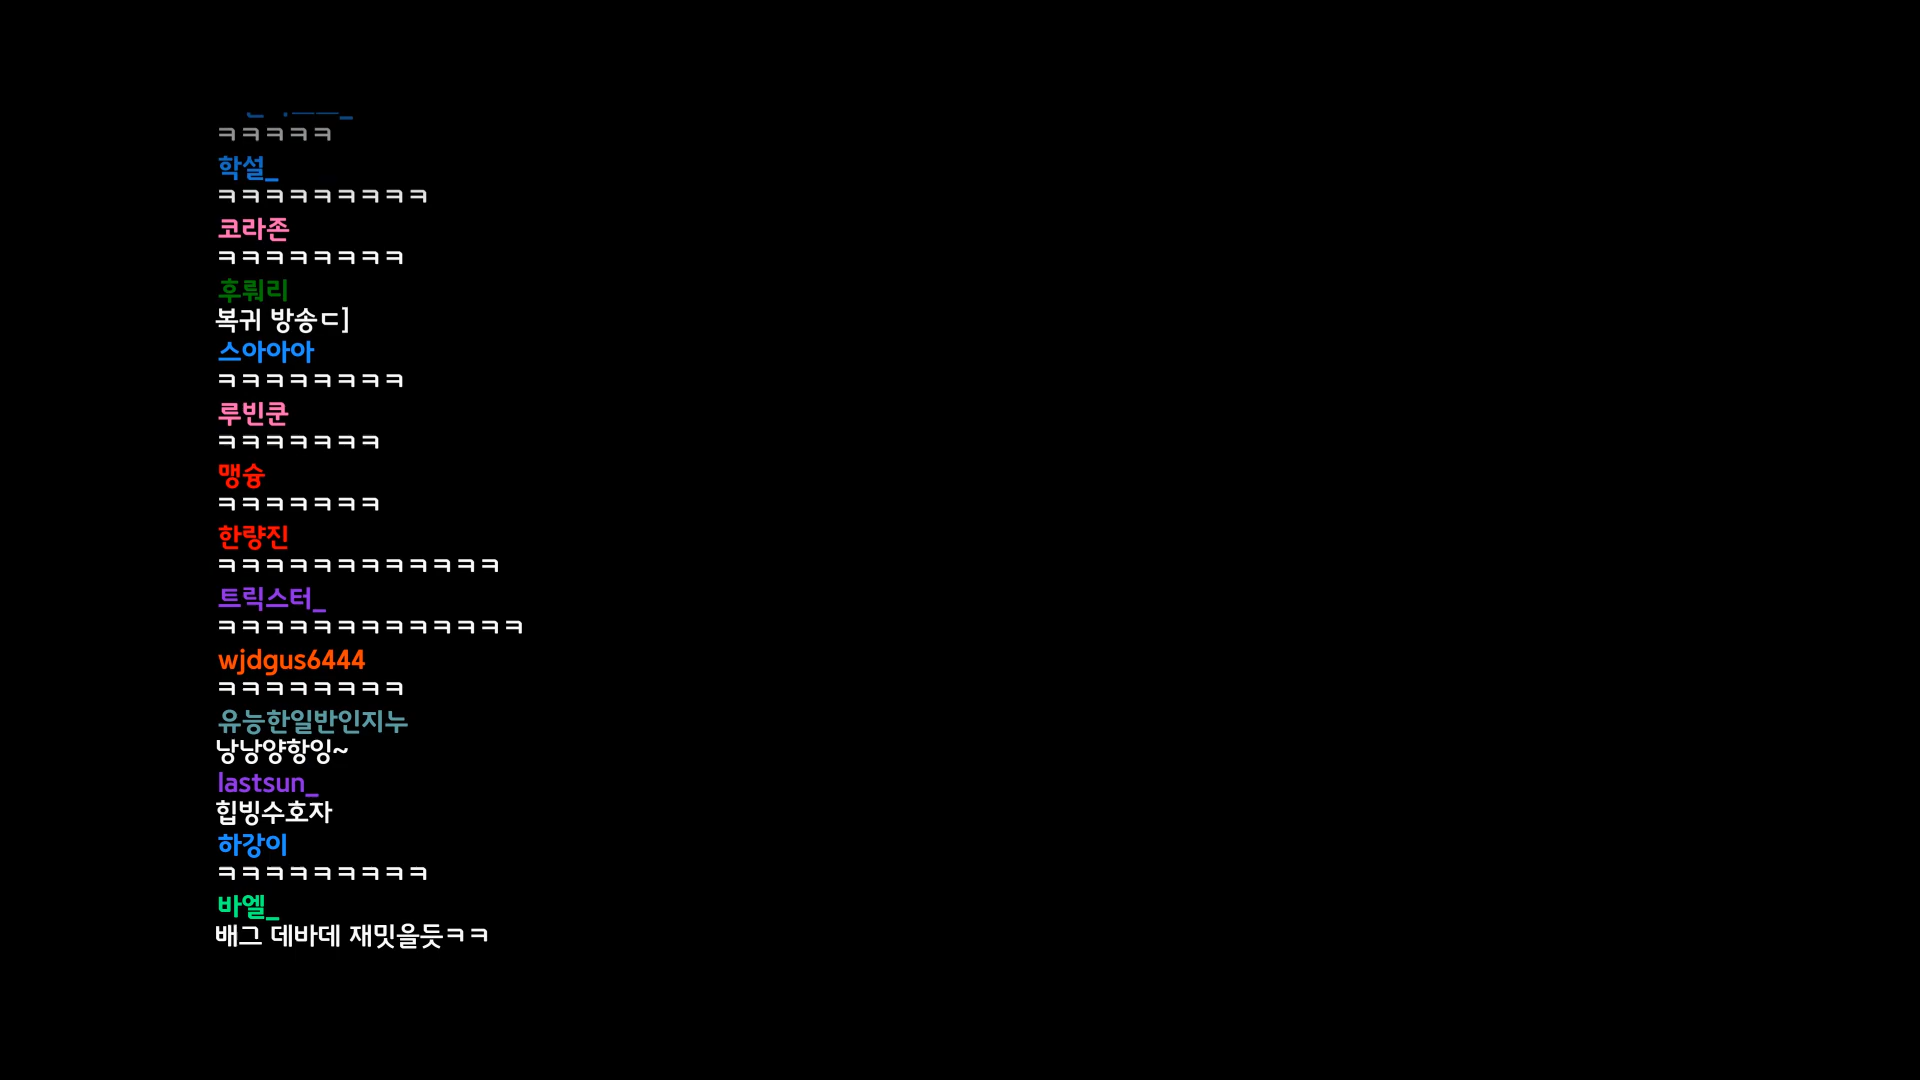 ㅋㅋㅋㅋㅋ
학설_
ㅋㅋㅋㅋㅋㅋㅋㅋㅋ
코라존
ㅋㅋㅋㅋㅋㅋㅋㅋ
후뤄리
복귀 방송ㄷ]
스아아아
ㅋㅋㅋㅋㅋㅋㅋㅋ
루빈쿤
ㅋㅋㅋㅋㅋㅋㅋ
맹슝
ㅋㅋㅋㅋㅋㅋㅋ
한량진
ㅋㅋㅋㅋㅋㅋㅋㅋㅋㅋㅋㅋ
트릭스터_
ㅋㅋㅋㅋㅋㅋㅋㅋㅋㅋㅋㅋㅋ
wjdgus6444
ㅋㅋㅋㅋㅋㅋㅋㅋ
유능한일반인지누
낭낭양항잉~
lastsun_
힙빙수호자
하강이
ㅋㅋㅋㅋㅋㅋㅋㅋㅋ
바엘_
배그 데바데 재밋을듯ㅋㅋ